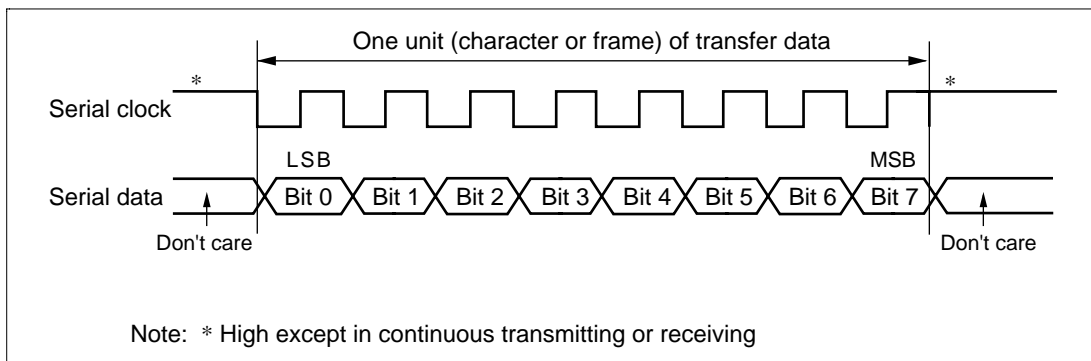 One unit (character or frame) of transfer data
* *
Serial clock
LSB MSB
Serial data Bit 0 Bit 1 Bit 2 Bit 3 Bit 4 Bit 5 Bit 6 Bit 7
Don't care Don't care
Note: * High except in continuous transmitting or receiving